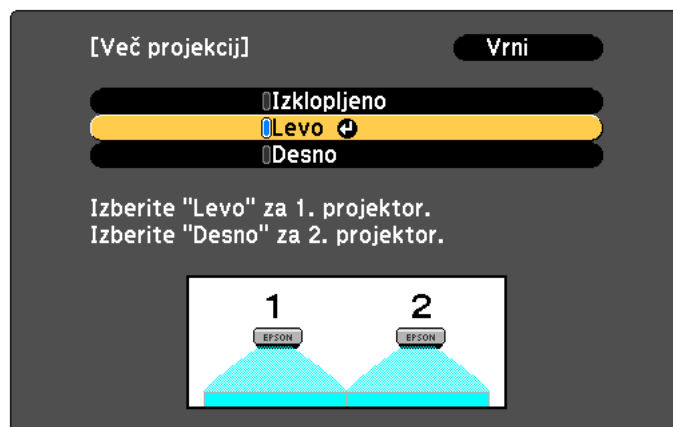 [Več projekcij] Vrni
Izklopljeno
Levo
Desno
Izberite "Levo" za 1. projektor.
Izberite "Desno" za 2. projektor.
1 2
EPSON EPSON